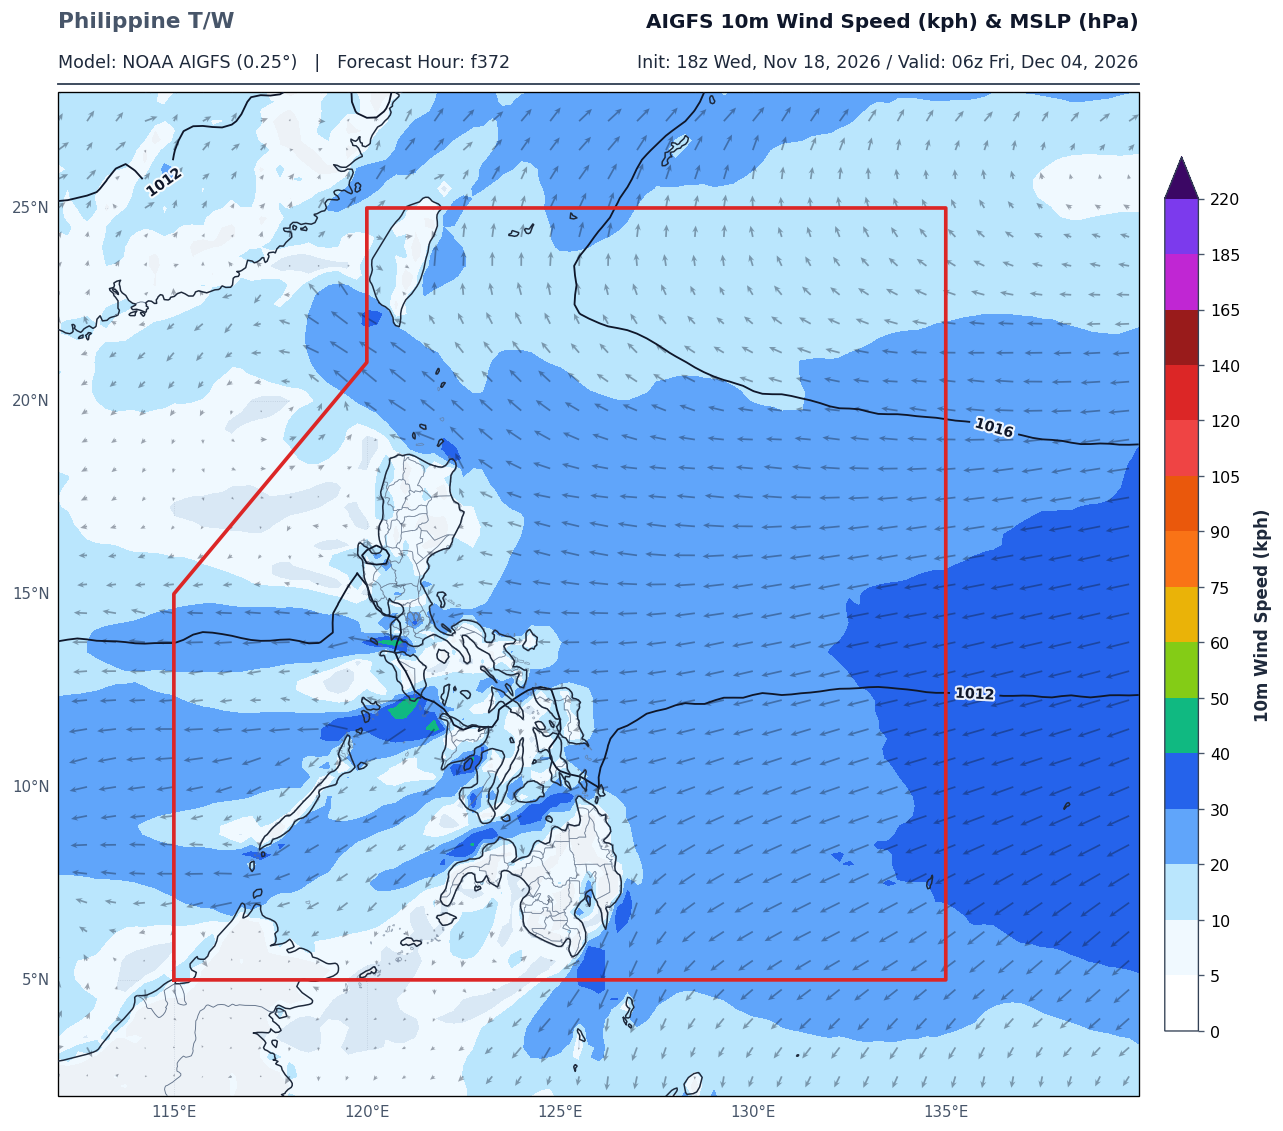 Philippine T/W
AIGFS 10m Wind Speed (kph) & MSLP (hPa)
Model: NOAA AIGFS (0.25°) | Forecast Hour: f372
Init: 18z Wed, Nov 18, 2026 / Valid: 06z Fri, Dec 04, 2026
1012
1016
1012
25°N
20°N
15°N
10°N
5°N
115°E
120°E
125°E
130°E
135°E
220
185
165
140
120
105
90
75
60
50
40
30
20
10
5
0
10m Wind Speed (kph)